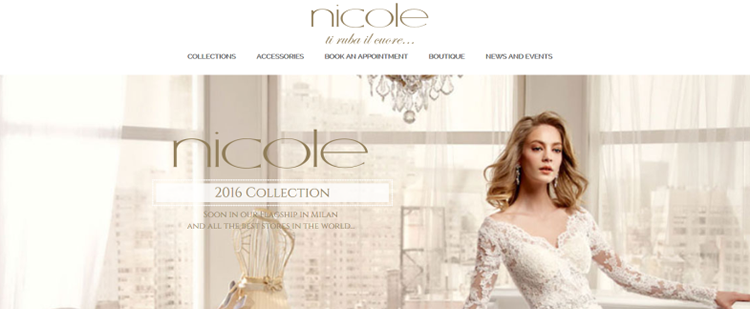 nicole
ti ruba il cuore...
COLLECTIONS ACCESSORIES BOOK AN APPOINTMENT BOUTIQUE NEWS AND EVENTS
nicole
2016 COLLECTION
SOON IN OUR FLAGSHIP IN MILAN
AND ALL THE BEST STORES IN THE WORLD...